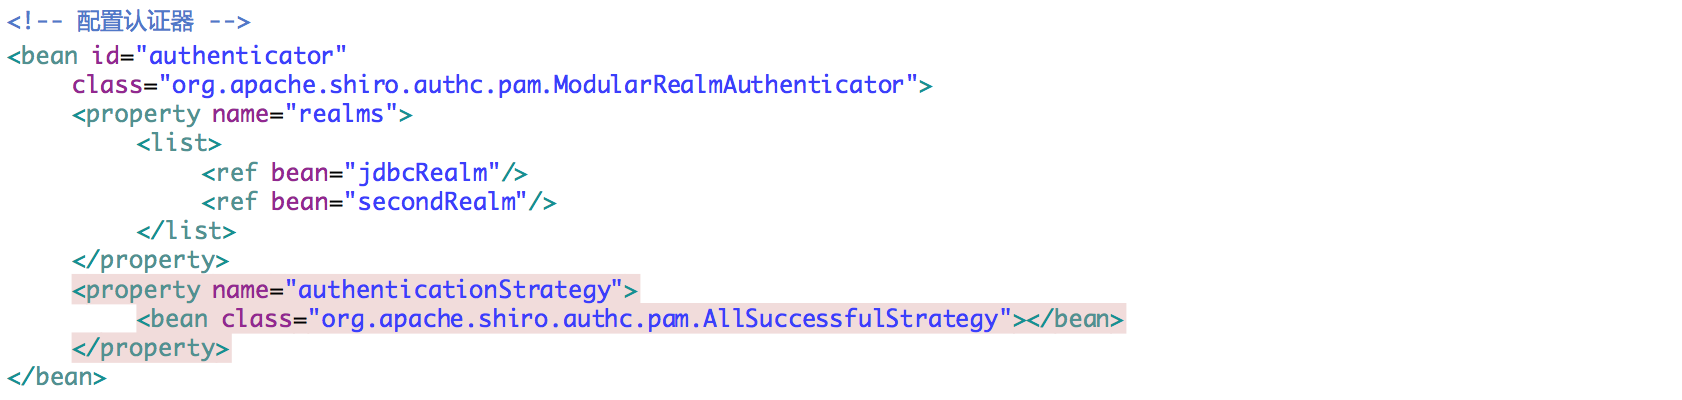 <!-- 配置认证器 -->
<bean id="authenticator"
class="org.apache.shiro.authc.pam.ModularRealmAuthenticator">
<property name="realms">
<list>
<ref bean="jdbcRealm"/>
<ref bean="secondRealm"/>
</list>
</property>
<property name="authenticationStrategy">
<bean class="org.apache.shiro.authc.pam.AllSuccessfulStrategy"></bean>
</property>
</bean>